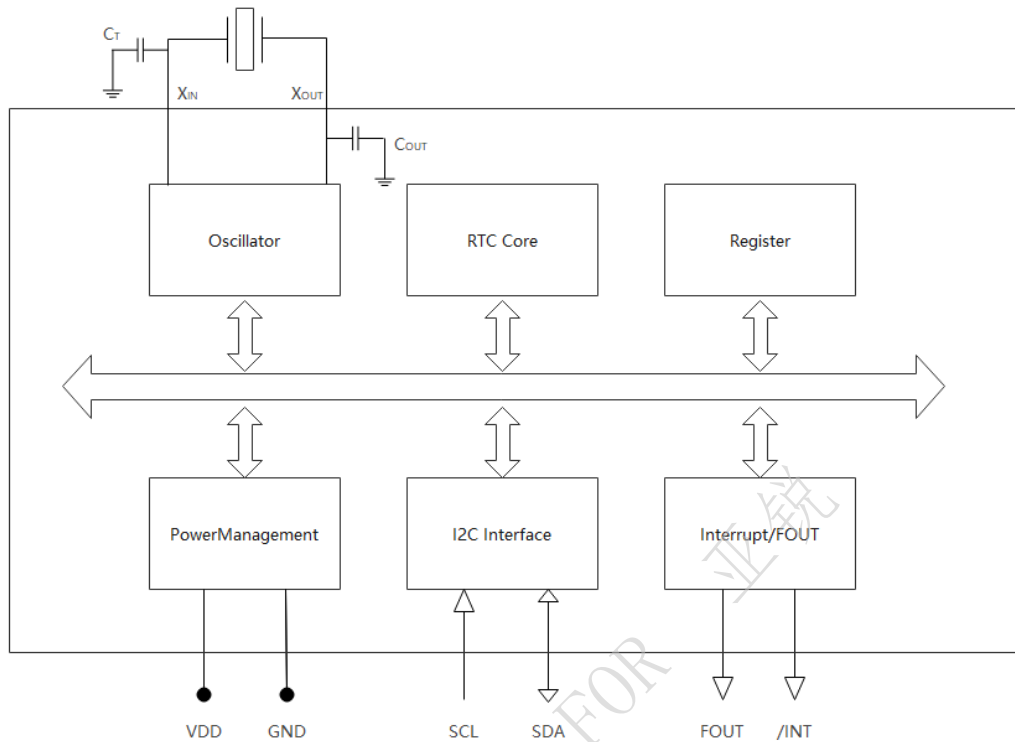 CT
XIN
XOUT
COUT
Oscillator
RTC Core
Register
PowerManagement
I2C Interface
Interrupt/FOUT
VDD
GND
SCL
SDA
FOUT
/INT
FOR 亚锐